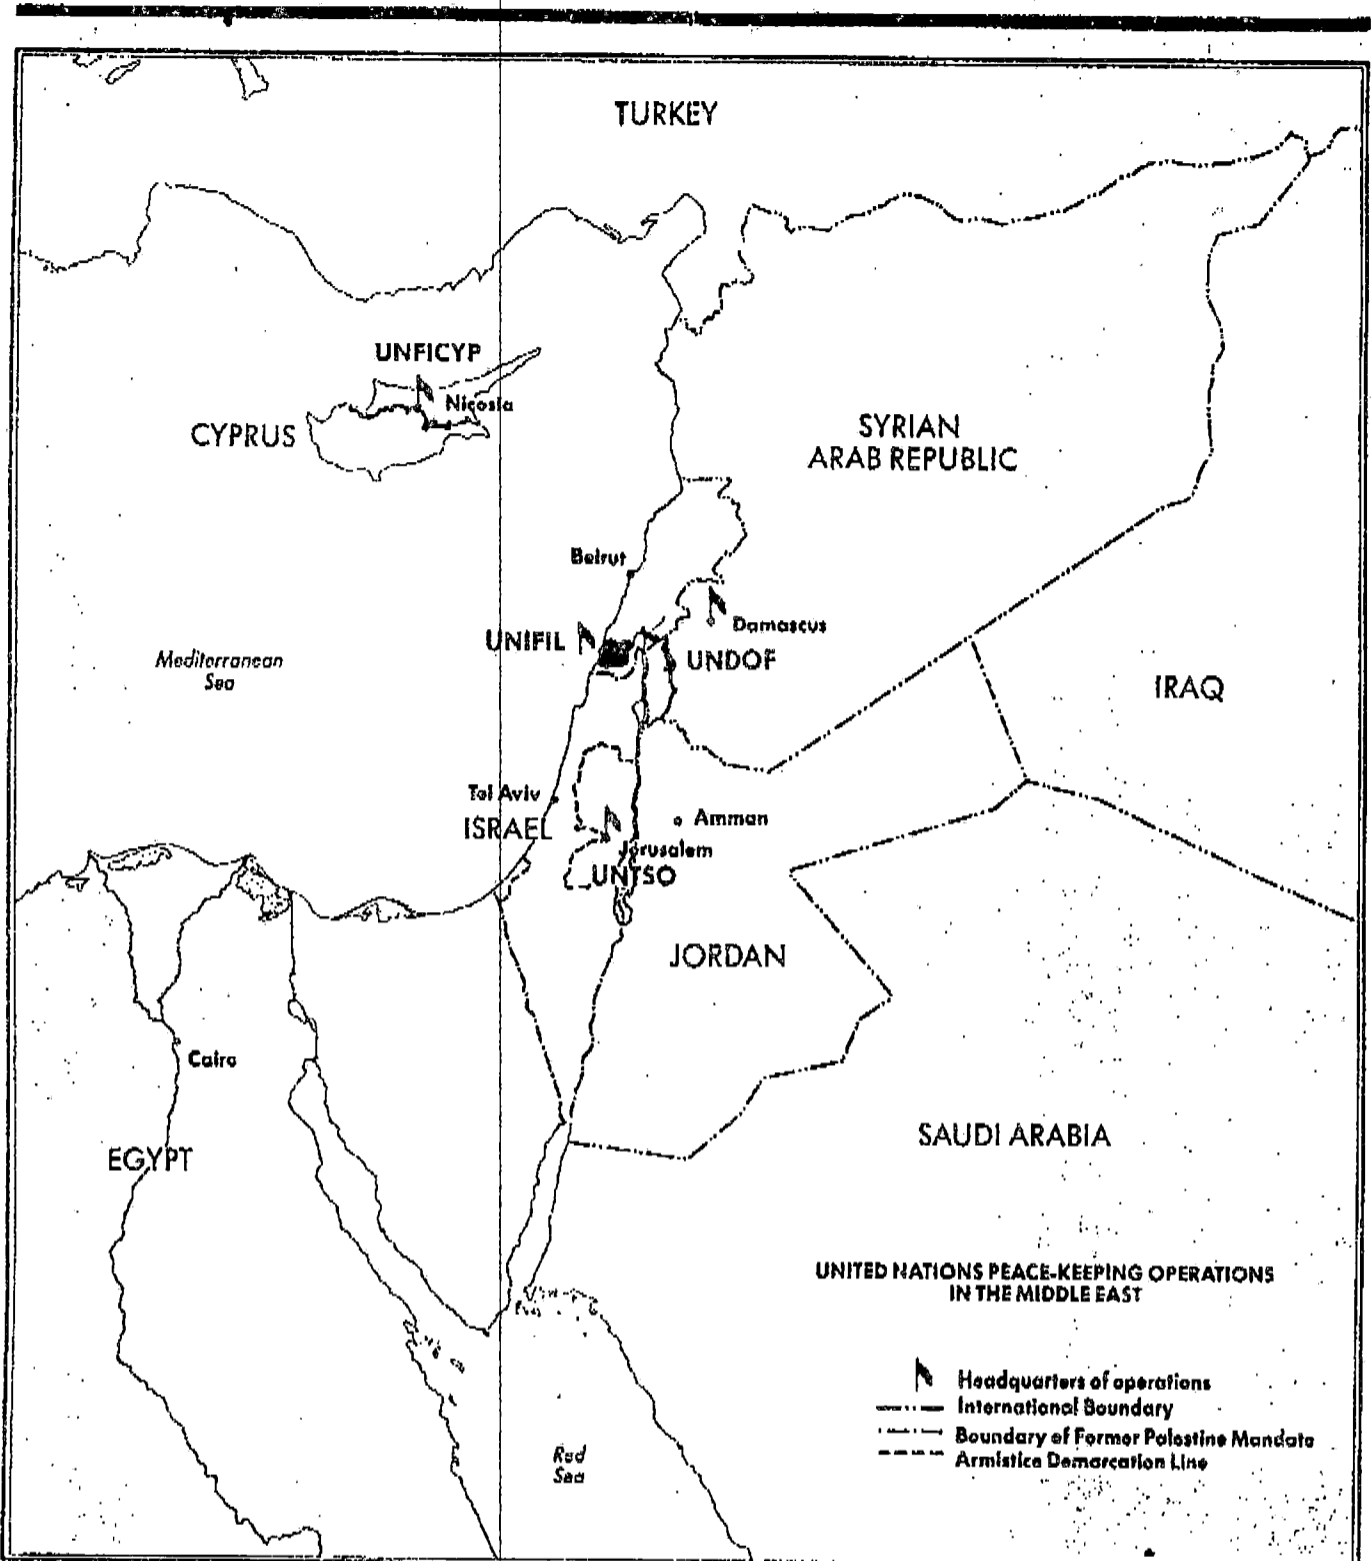 TURKEY
UNFICYP
Nicosia
CYPRUS
SYRIAN
ARAB REPUBLIC
Beirut
Damascus
UNIFIL
UNDOF
Mediterranean
Sea
IRAQ
Tel Aviv
ISRAEL
Amman
Jerusalem
UNTSO
JORDAN
Cairo
EGYPT
SAUDI ARABIA
UNITED NATIONS PEACE-KEEPING OPERATIONS
IN THE MIDDLE EAST
Headquarters of operations
International Boundary
Boundary of Former Palestine Mandate
Armistice Demarcation Line
Red
Sea